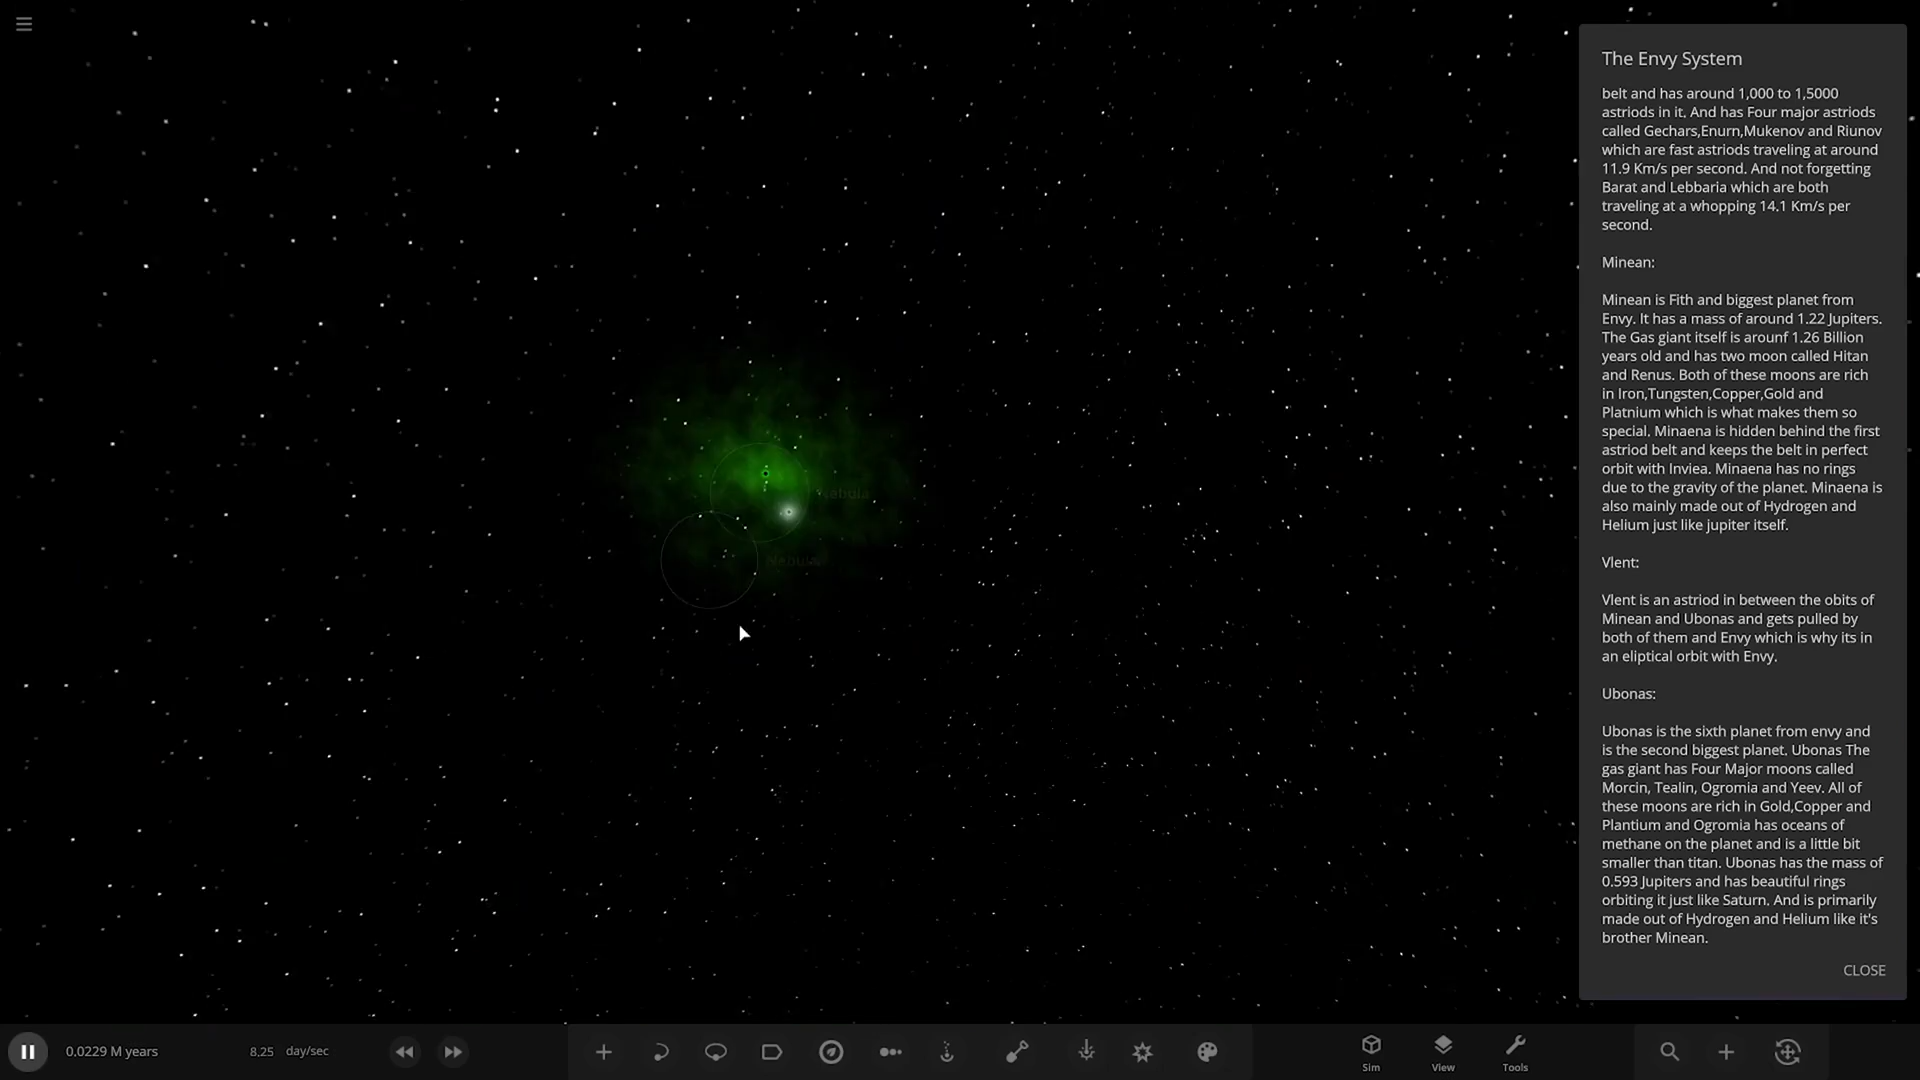 The Envy System
belt and has around 1,000 to 1,5000
astriods in it. And has Four major astriods
called Gechars,Enurn,Mukenov and Riunov
which are fast astriods traveling at around
11.9 Km/s per second. And not forgetting
Barat and Lebbaria which are both
traveling at a whopping 14.1 Km/s per
second.
Minean:
Minean is Fith and biggest planet from
Envy. It has a mass of around 1.22 Jupiters.
The Gas giant itself is arounf 1.26 Billion
years old and has two moon called Hitan
and Renus. Both of these moons are rich
in Iron,Tungsten,Copper,Gold and
Platnium which is what makes them so
special. Minaena is hidden behind the first
astriod belt and keeps the belt in perfect
orbit with Inviea. Minaena has no rings
due to the gravity of the planet. Minaena is
also mainly made out of Hydrogen and
Helium just like jupiter itself.
Vlent:
Vlent is an astriod in between the obits of
Minean and Ubonas and gets pulled by
both of them and Envy which is why its in
an eliptical orbit with Envy.
Ubonas:
Ubonas is the sixth planet from envy and
is the second biggest planet. Ubonas The
gas giant has Four Major moons called
Morcin, Tealin, Ogromia and Yeev. All of
these moons are rich in Gold,Copper and
Plantium and Ogromia has oceans of
methane on the planet and is a little bit
smaller than titan. Ubonas has the mass of
0.593 Jupiters and has beautiful rings
orbiting it just like Saturn. And is primarily
made out of Hydrogen and Helium like it's
brother Minean.
CLOSE
Nebula
Nebula
0.0229 M years
8.25 day/sec
Sim
View
Tools